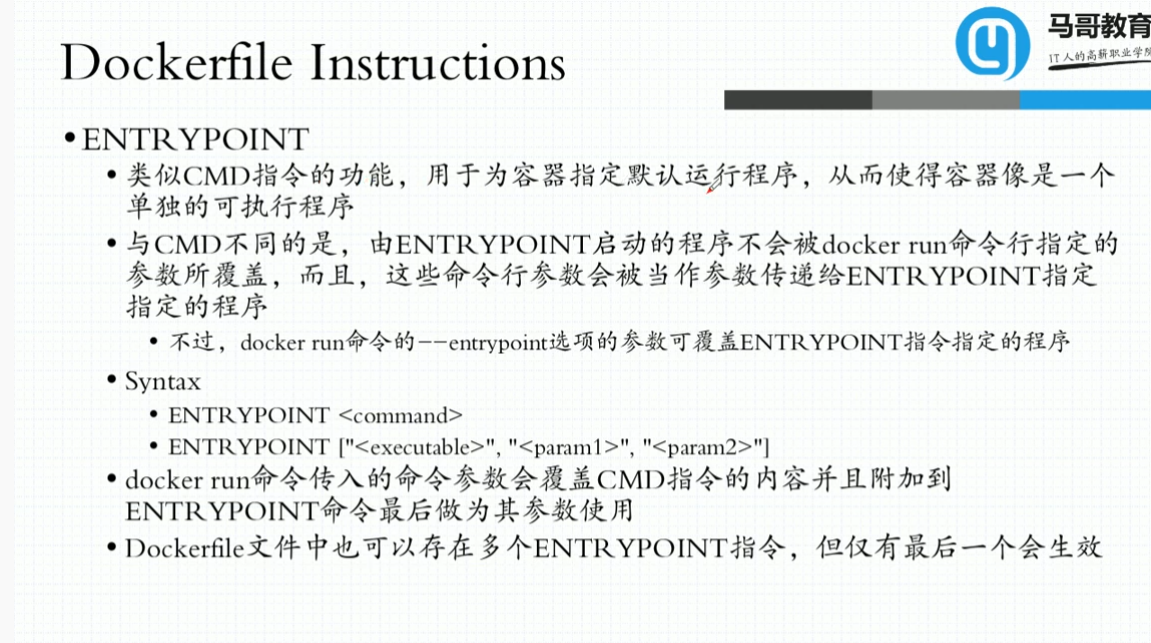 马哥教育
IT人的高薪职业学院
Dockerfile Instructions
•ENTRYPOINT
• 类似CMD指令的功能，用于为容器指定默认运行程序，从而使得容器像是一个
单独的可执行程序
• 与CMD不同的是，由ENTRYPOINT启动的程序不会被docker run命令行指定的
参数所覆盖，而且，这些命令行参数会被当作参数传递给ENTRYPOINT指定
指定的程序
• 不过，docker run命令的--entrypoint选项的参数可覆盖ENTRYPOINT指令指定的程序
• Syntax
• ENTRYPOINT <command>
• ENTRYPOINT ["<executable>", "<param1>", "<param2>"]
• docker run命令传入的命令参数会覆盖CMD指令的内容并且附加到
ENTRYPOINT命令最后做为其参数使用
• Dockerfile文件中也可以存在多个ENTRYPOINT指令，但仅有最后一个会生效